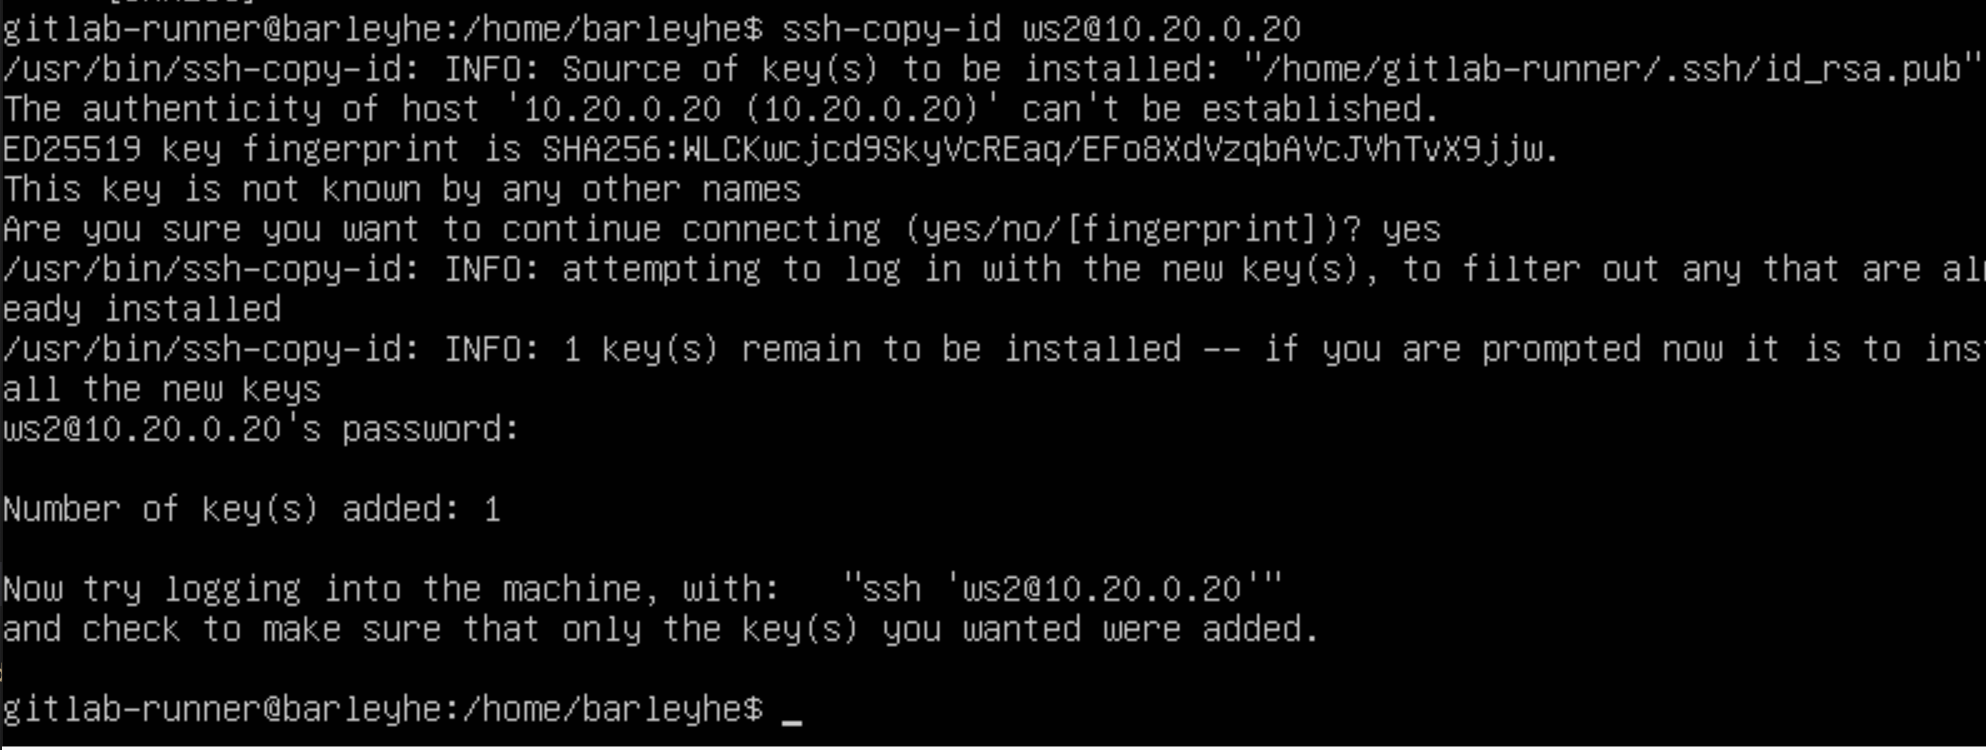 gitlab-runner@barleyhe:/home/barleyhe$ ssh-copy-id ws2@10.20.0.20
/usr/bin/ssh-copy-id: INFO: Source of key(s) to be installed: "/home/gitlab-runner/.ssh/id_rsa.pub"
The authenticity of host '10.20.0.20 (10.20.0.20)' can't be established.
ED25519 key fingerprint is SHA256:WLCKwcjcd9SkyVcREaq/EFo8XdVzqbAVcJVhTvX9jjw.
This key is not known by any other names
Are you sure you want to continue connecting (yes/no/[fingerprint])? yes
/usr/bin/ssh-copy-id: INFO: attempting to log in with the new key(s), to filter out any that are alr
eady installed
/usr/bin/ssh-copy-id: INFO: 1 key(s) remain to be installed -- if you are prompted now it is to inst
all the new keys
ws2@10.20.0.20's password:
Number of key(s) added: 1
Now try logging into the machine, with:   "ssh 'ws2@10.20.0.20'"
and check to make sure that only the key(s) you wanted were added.
gitlab-runner@barleyhe:/home/barleyhe$ _